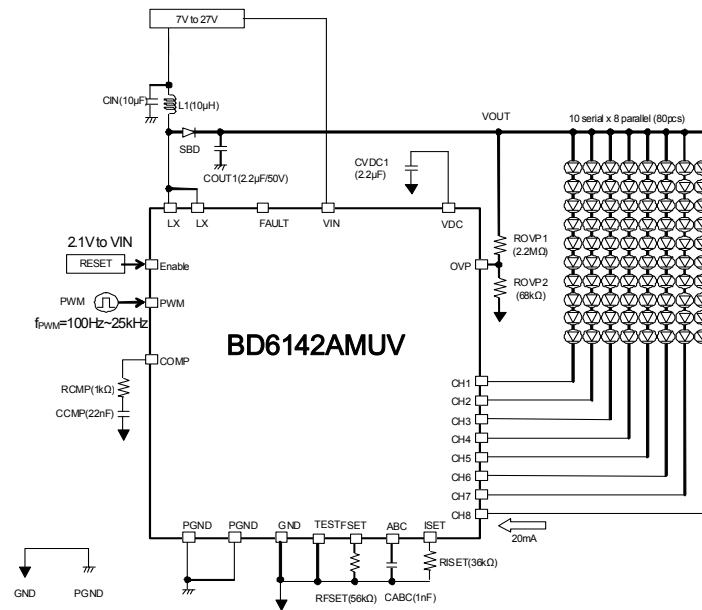 7V to 27V
CIN(10µF)
L1(10µH)
VOUT
10 serial x 8 parallel (80pcs)
SBD
COUT1(2.2µF/50V)
CVDC1
(2.2µF)
LX
LX
FAULT
VIN
VDC
2.1V to VIN
RESET
Enable
OVP
ROVP1
(2.2MΩ)
ROVP2
(68kΩ)
PWM
PWM
fPWM=100Hz~25kHz
BD6142AMUV
COMP
RCMP(1kΩ)
CCMP(22nF)
CH1
CH2
CH3
CH4
CH5
CH6
CH7
CH8
20mA
PGND
PGND
GND
TEST
FSET
ABC
ISET
RISET(36kΩ)
RFSET(56kΩ)
CABC(1nF)
GND
PGND